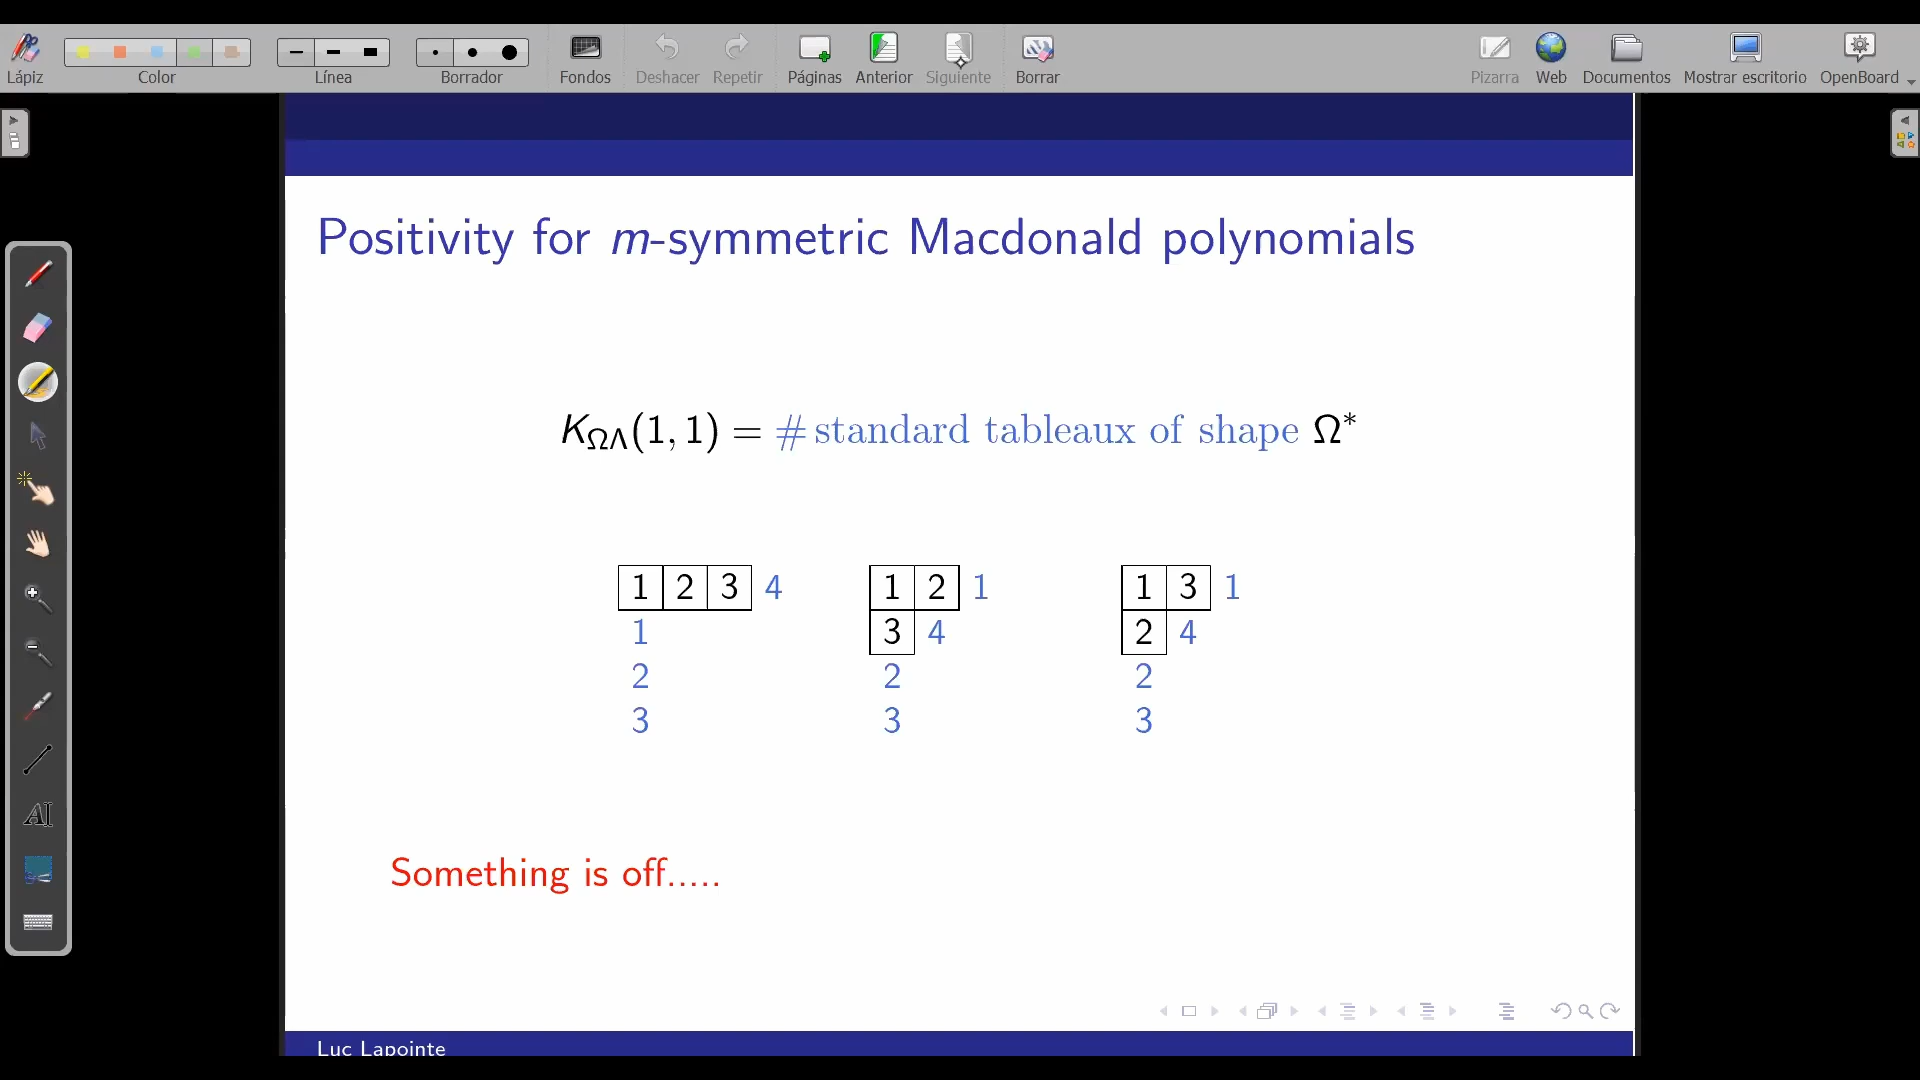 Lápiz Color Línea Borrador Fondos Deshacer Repetir Páginas Anterior Siguiente Borrar Pizarra Web Documentos Mostrar escritorio OpenBoard
Positivity for m-symmetric Macdonald polynomials
K_{ΩΛ}(1, 1) = # standard tableaux of shape Ω*
1 2 3 4 1 2 1 1 3 1
1 3 4 2 4
2 2 2
3 3 3
Something is off.....
Luc Lapointe